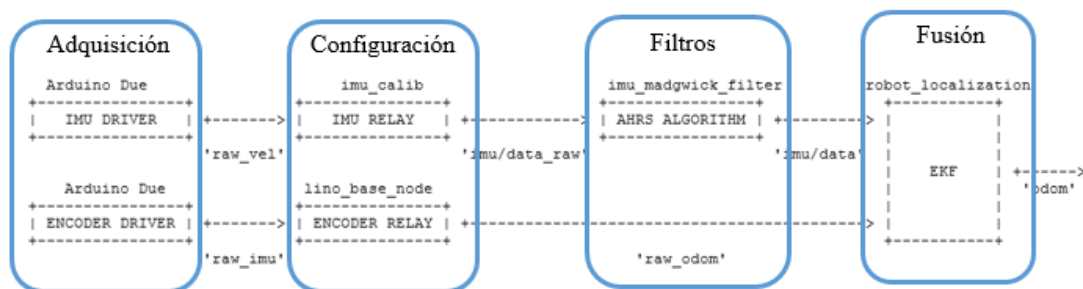 Adquisición
Configuración
Filtros
Fusión
Arduino Due
imu_calib
imu_madgwick_filter
robot_localization
IMU DRIVER
IMU RELAY
AHRS ALGORITHM
'raw_vel'
'imu/data_raw'
'imu/data'
EKF
'odom'
Arduino Due
lino_base_node
ENCODER DRIVER
ENCODER RELAY
'raw_imu'
'raw_odom'